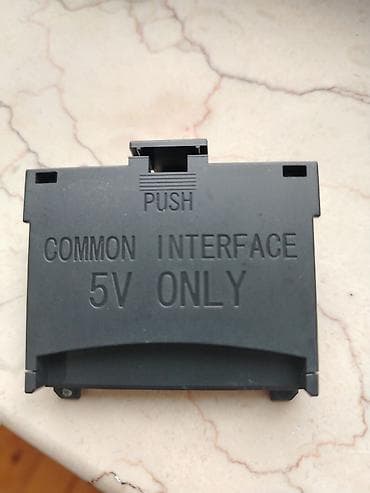 PUSH
COMMON INTERFACE
5V ONLY